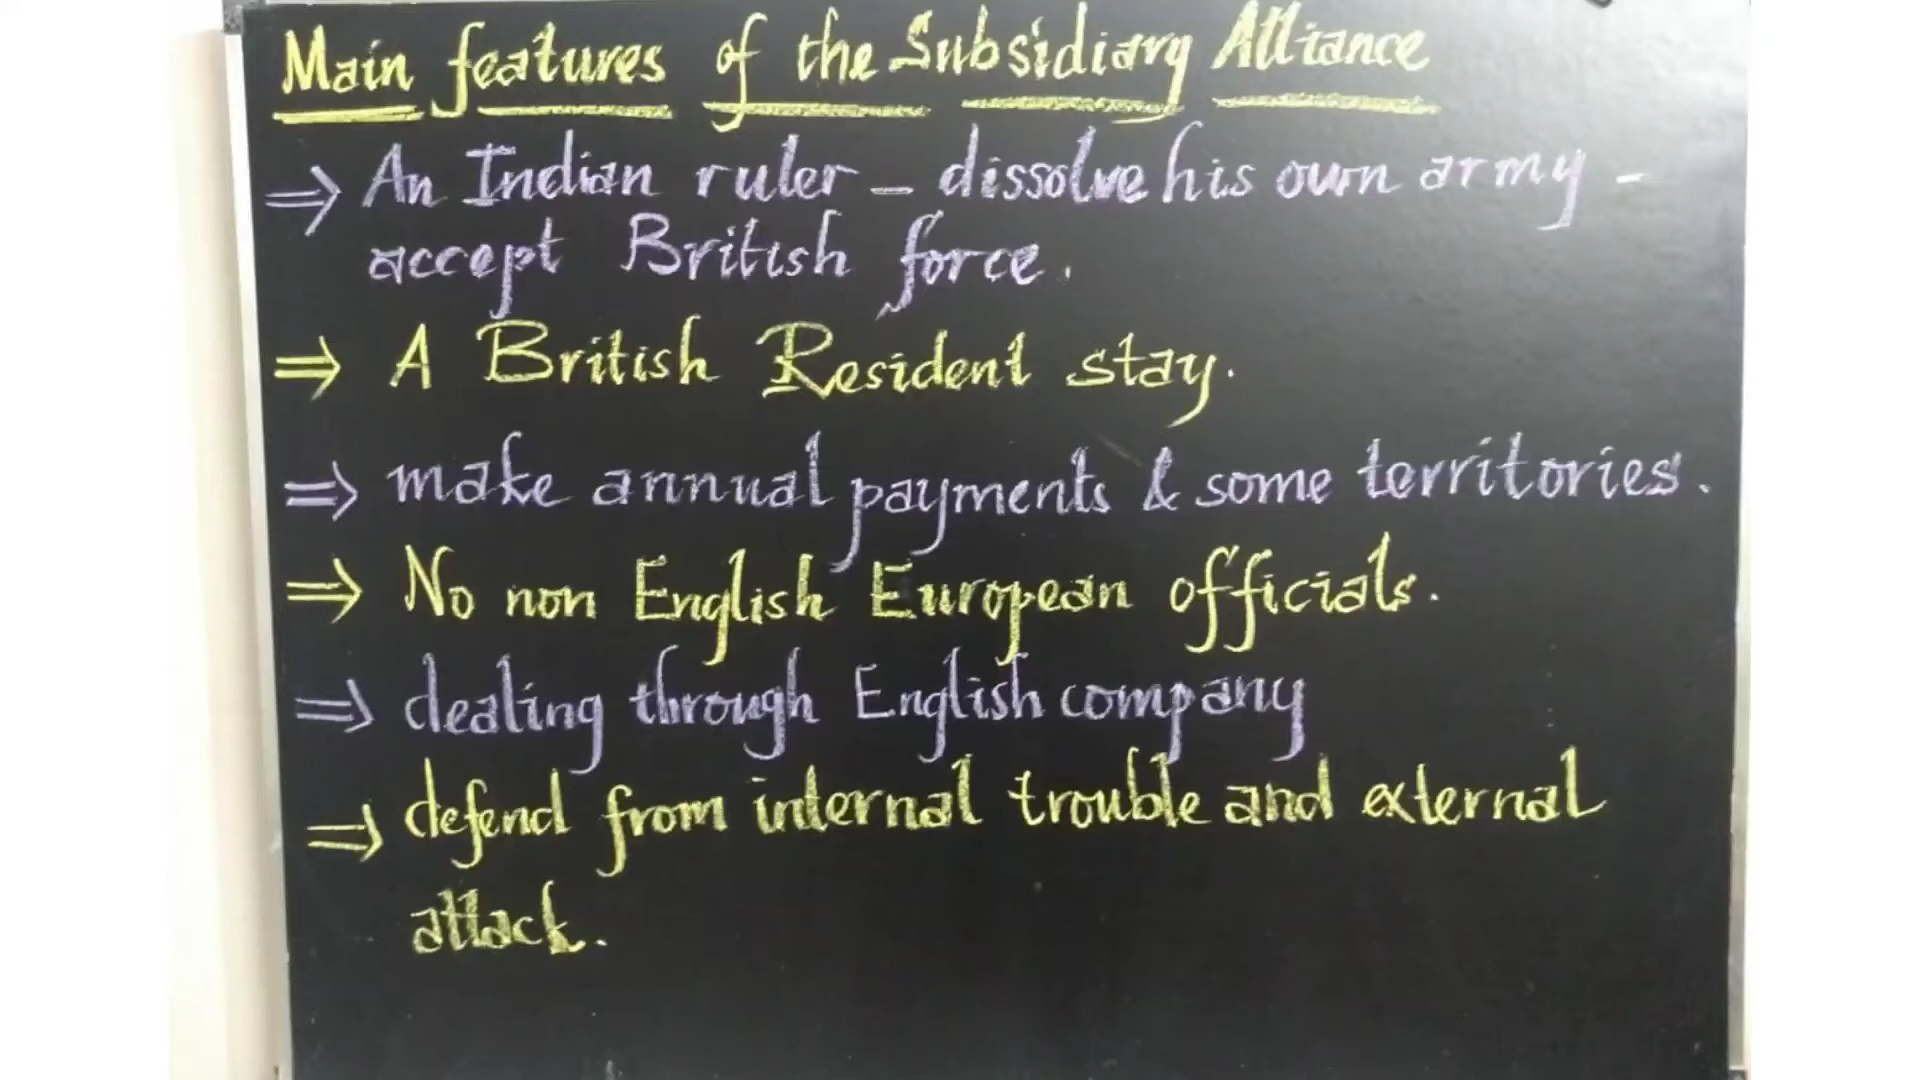 Main features of the Subsidiary Alliance
⇒ An Indian ruler - dissolve his own army -
accept British force.
⇒ A British Resident stay.
⇒ make annual payments & some territories.
⇒ No non English European officials.
⇒ dealing through English company
⇒ defend from internal trouble and external
attack.